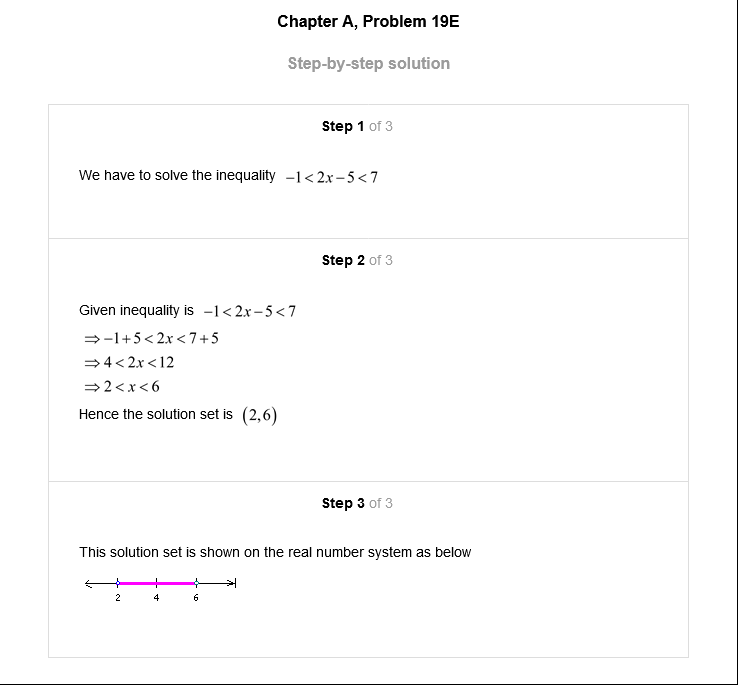 Chapter A, Problem 19E
Step-by-step solution
Step 1 of 3
We have to solve the inequality −1<2x−5<7
Step 2 of 3
Given inequality is −1<2x−5<7
⇒−1+5<2x<7+5
⇒4<2x<12
⇒2<x<6
Hence the solution set is (2,6)
Step 3 of 3
This solution set is shown on the real number system as below
2 4 6